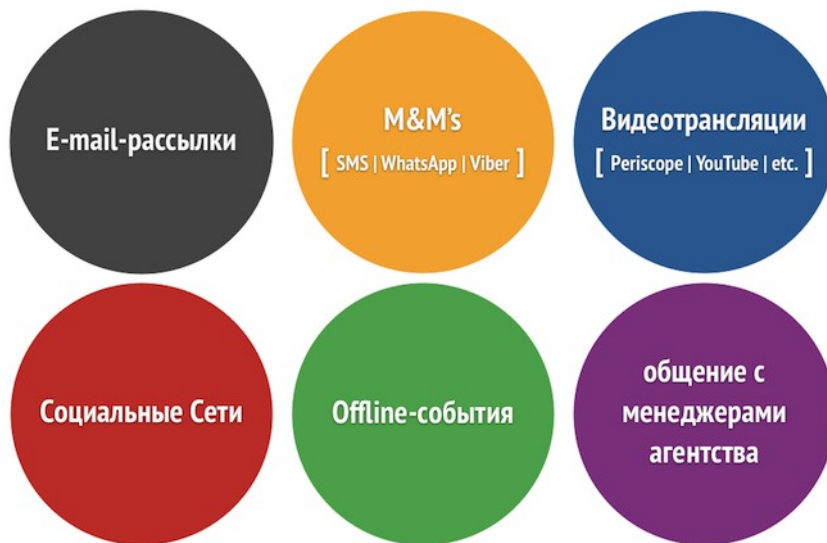 E-mail-рассылки
M&M's
[ SMS | WhatsApp | Viber ]
Видеотрансляции
[ Periscope | YouTube | etc. ]
Социальные Сети
Offline-события
общение с
менеджерами
агентства